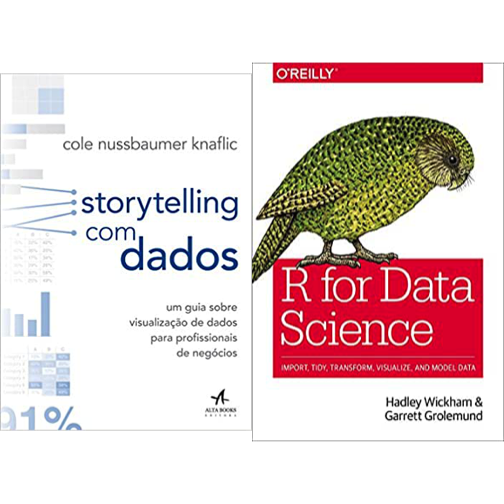 cole nussbaumer knaflic
storytelling
com
dados
um guia sobre
visualização de dados
para profissionais
de negócios
ALTA BOOKS
EDITORA
91%
O'REILLY®
R for Data
Science
IMPORT, TIDY, TRANSFORM, VISUALIZE, AND MODEL DATA
Hadley Wickham &
Garrett Grolemund